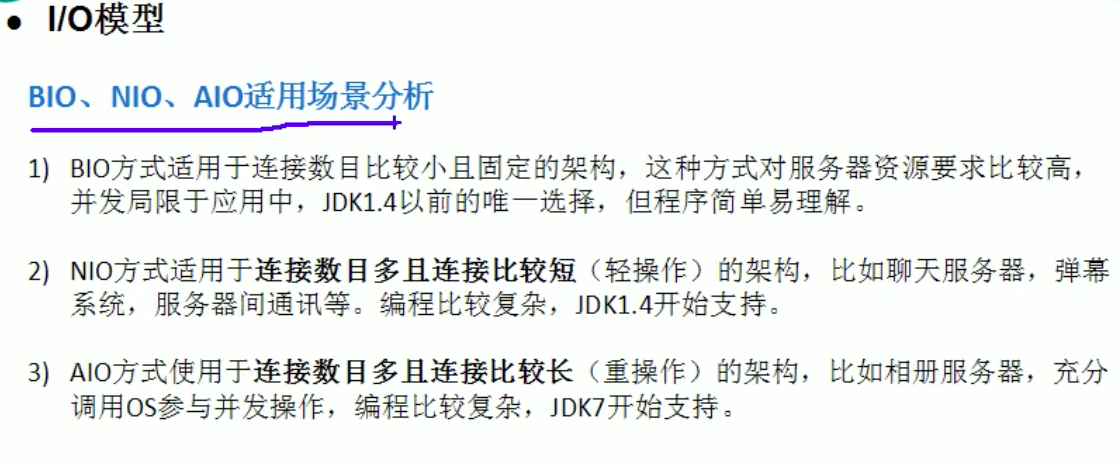 • I/O模型
BIO、NIO、AIO适用场景分析
1) BIO方式适用于连接数目比较小且固定的架构，这种方式对服务器资源要求比较高，
并发局限于应用中，JDK1.4以前的唯一选择，但程序简单易理解。
2) NIO方式适用于连接数目多且连接比较短（轻操作）的架构，比如聊天服务器，弹幕
系统，服务器间通讯等。编程比较复杂，JDK1.4开始支持。
3) AIO方式使用于连接数目多且连接比较长（重操作）的架构，比如相册服务器，充分
调用OS参与并发操作，编程比较复杂，JDK7开始支持。